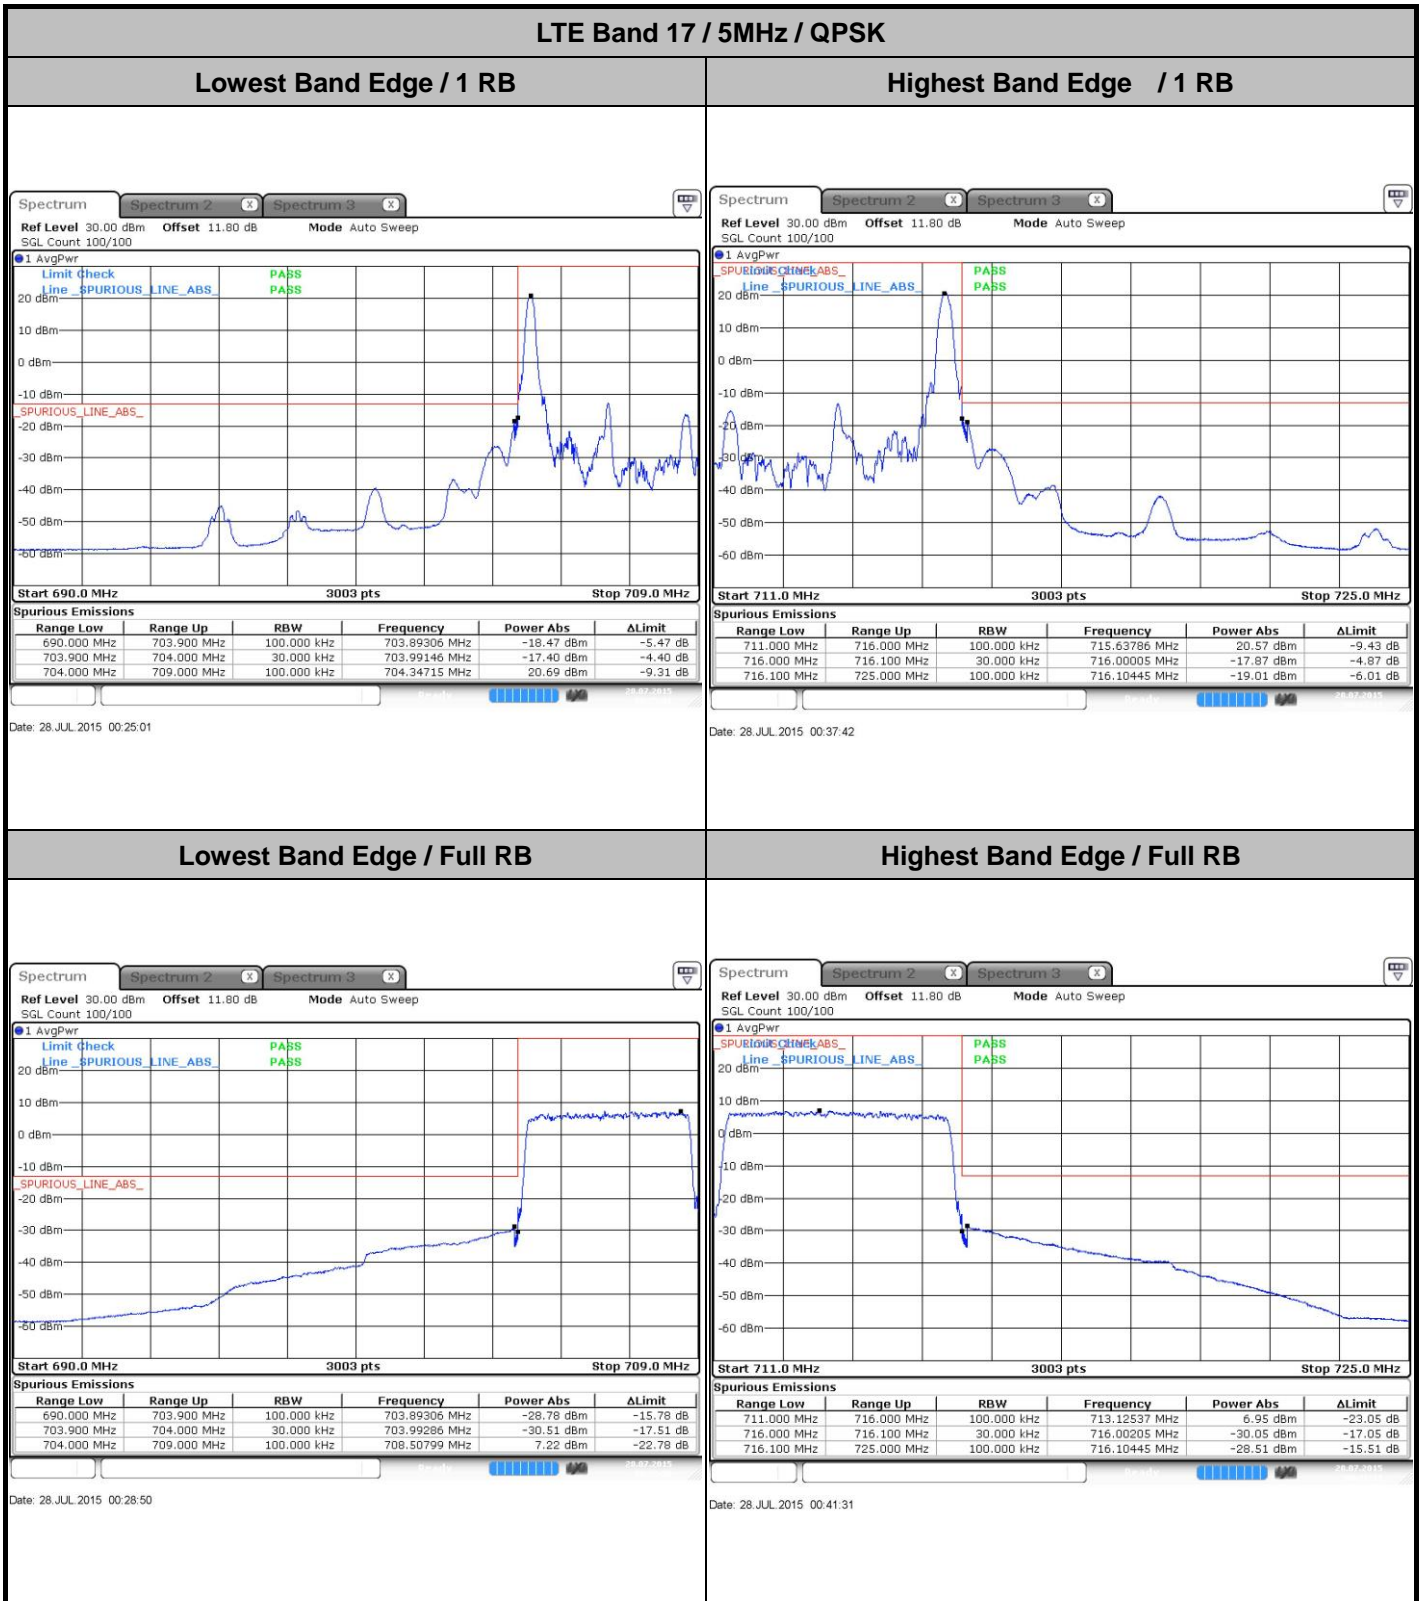 LTE Band 17 / 5MHz / QPSK
Lowest Band Edge / 1 RB
Highest Band Edge / 1 RB
Spectrum Spectrum 2 X Spectrum 3 X
Ref Level 30.00 dBm Offset 11.80 dB Mode Auto Sweep
SGL Count 100/100
1 AvgPwr
Limit Check PASS
Line _SPURIOUS_LINE_ABS_ PASS
20 dBm
10 dBm
0 dBm
-10 dBm
_SPURIOUS_LINE_ABS_
-20 dBm
-30 dBm
-40 dBm
-50 dBm
-60 dBm
Start 690.0 MHz 3003 pts Stop 709.0 MHz
Spurious Emissions
Range Low Range Up RBW Frequency Power Abs ΔLimit
690.000 MHz 703.900 MHz 100.000 kHz 703.89306 MHz -18.47 dBm -5.47 dB
703.900 MHz 704.000 MHz 30.000 kHz 703.99146 MHz -17.40 dBm -4.40 dB
704.000 MHz 709.000 MHz 100.000 kHz 704.34715 MHz 20.69 dBm -9.31 dB
Ready 28.07.2015
Date: 28.JUL.2015 00:25:01
Spectrum Spectrum 2 X Spectrum 3 X
Ref Level 30.00 dBm Offset 11.80 dB Mode Auto Sweep
SGL Count 100/100
1 AvgPwr
_SPURIOUS_LINE_ABS_
Limit Check PASS
Line _SPURIOUS_LINE_ABS_ PASS
20 dBm
10 dBm
0 dBm
-10 dBm
-20 dBm
-30 dBm
-40 dBm
-50 dBm
-60 dBm
Start 711.0 MHz 3003 pts Stop 725.0 MHz
Spurious Emissions
Range Low Range Up RBW Frequency Power Abs ΔLimit
711.000 MHz 716.000 MHz 100.000 kHz 715.63786 MHz 20.57 dBm -9.43 dB
716.000 MHz 716.100 MHz 30.000 kHz 716.00005 MHz -17.87 dBm -4.87 dB
716.100 MHz 725.000 MHz 100.000 kHz 716.10445 MHz -19.01 dBm -6.01 dB
Ready 28.07.2015
Date: 28.JUL.2015 00:37:42
Lowest Band Edge / Full RB
Highest Band Edge / Full RB
Spectrum Spectrum 2 X Spectrum 3 X
Ref Level 30.00 dBm Offset 11.80 dB Mode Auto Sweep
SGL Count 100/100
1 AvgPwr
Limit Check PASS
Line _SPURIOUS_LINE_ABS_ PASS
20 dBm
10 dBm
0 dBm
-10 dBm
_SPURIOUS_LINE_ABS_
-20 dBm
-30 dBm
-40 dBm
-50 dBm
-60 dBm
Start 690.0 MHz 3003 pts Stop 709.0 MHz
Spurious Emissions
Range Low Range Up RBW Frequency Power Abs ΔLimit
690.000 MHz 703.900 MHz 100.000 kHz 703.89306 MHz -28.78 dBm -15.78 dB
703.900 MHz 704.000 MHz 30.000 kHz 703.99286 MHz -30.51 dBm -17.51 dB
704.000 MHz 709.000 MHz 100.000 kHz 708.50799 MHz 7.22 dBm -22.78 dB
Ready 28.07.2015
Date: 28.JUL.2015 00:28:50
Spectrum Spectrum 2 X Spectrum 3 X
Ref Level 30.00 dBm Offset 11.80 dB Mode Auto Sweep
SGL Count 100/100
1 AvgPwr
_SPURIOUS_LINE_ABS_
Limit Check PASS
Line _SPURIOUS_LINE_ABS_ PASS
20 dBm
10 dBm
0 dBm
-10 dBm
-20 dBm
-30 dBm
-40 dBm
-50 dBm
-60 dBm
Start 711.0 MHz 3003 pts Stop 725.0 MHz
Spurious Emissions
Range Low Range Up RBW Frequency Power Abs ΔLimit
711.000 MHz 716.000 MHz 100.000 kHz 713.12537 MHz 6.95 dBm -23.05 dB
716.000 MHz 716.100 MHz 30.000 kHz 716.00205 MHz -30.05 dBm -17.05 dB
716.100 MHz 725.000 MHz 100.000 kHz 716.10445 MHz -28.51 dBm -15.51 dB
Ready 28.07.2015
Date: 28.JUL.2015 00:41:31